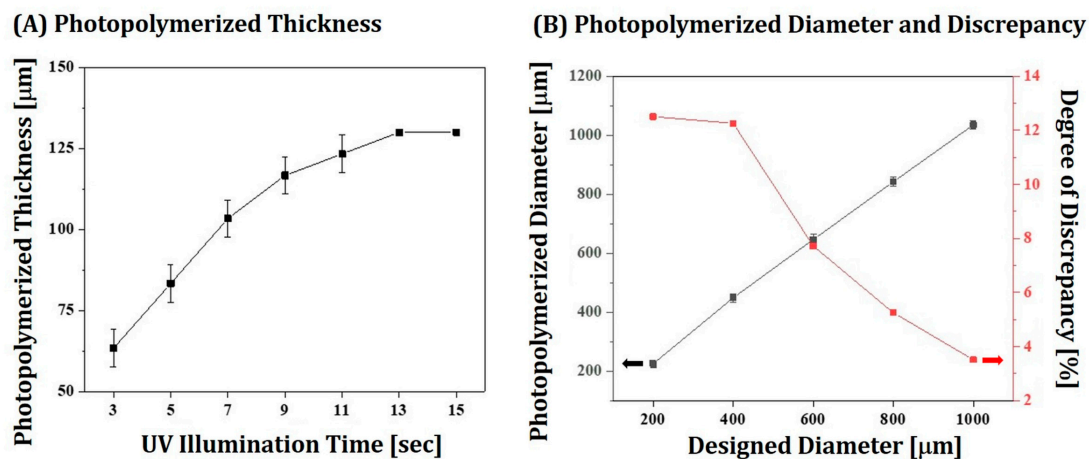 (A) Photopolymerized Thickness
Photopolymerized Thickness [μm]
150
125
100
75
50
3 5 7 9 11 13 15
UV Illumination Time [sec]
(B) Photopolymerized Diameter and Discrepancy
Photopolymerized Diameter [μm]
1200
1000
800
600
400
200
200 400 600 800 1000
Designed Diameter [μm]
14
12
10
8
6
4
2
Degree of Discrepancy [%]